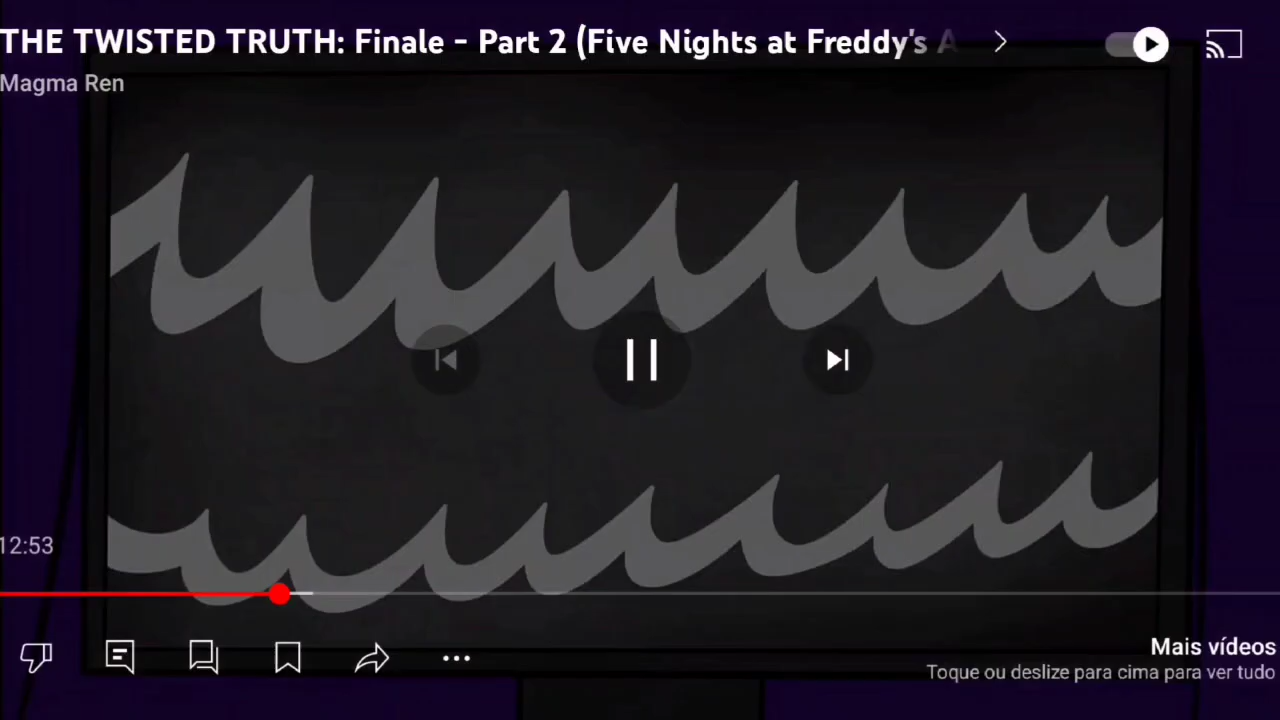 THE TWISTED TRUTH: Finale - Part 2 (Five Nights at Freddy's A
Magma Ren
12:53
Mais vídeos
Toque ou deslize para cima para ver tudo